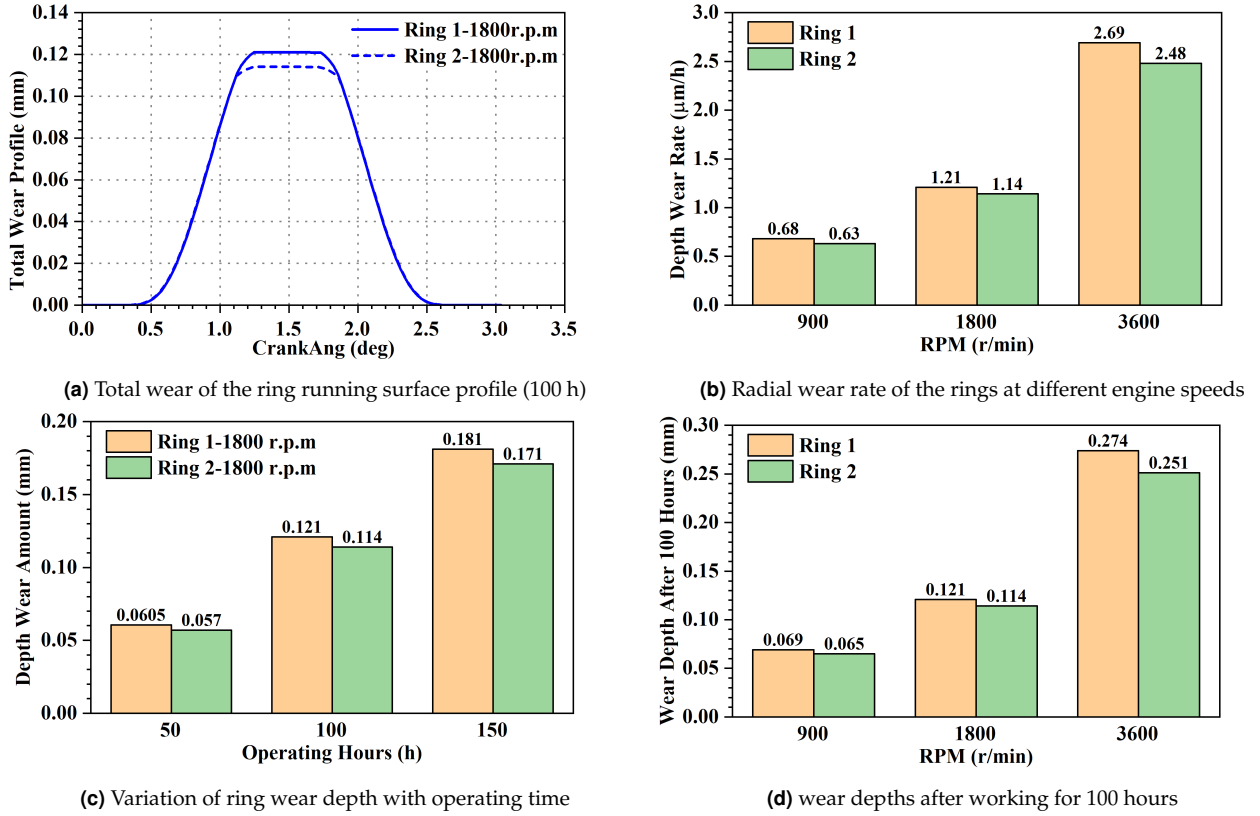 0.14
0.12
0.10
0.08
0.06
0.04
0.02
0.00
Total Wear Profile (mm)
Ring 1-1800r.p.m
Ring 2-1800r.p.m
0.0 0.5 1.0 1.5 2.0 2.5 3.0 3.5
CrankAng (deg)
(a) Total wear of the ring running surface profile (100 h)
3.0
2.5
2.0
1.5
1.0
0.5
0.0
Depth Wear Rate (μm/h)
Ring 1
Ring 2
0.68 0.63
1.21 1.14
2.69 2.48
900 1800 3600
RPM (r/min)
(b) Radial wear rate of the rings at different engine speeds
0.20
0.15
0.10
0.05
0.00
Depth Wear Amount (mm)
Ring 1-1800 r.p.m
Ring 2-1800 r.p.m
0.0605 0.057
0.121 0.114
0.181 0.171
50 100 150
Operating Hours (h)
(c) Variation of ring wear depth with operating time
0.30
0.25
0.20
0.15
0.10
0.05
0.00
Wear Depth After 100 Hours (mm)
Ring 1
Ring 2
0.069 0.065
0.121 0.114
0.274 0.251
900 1800 3600
RPM (r/min)
(d) wear depths after working for 100 hours